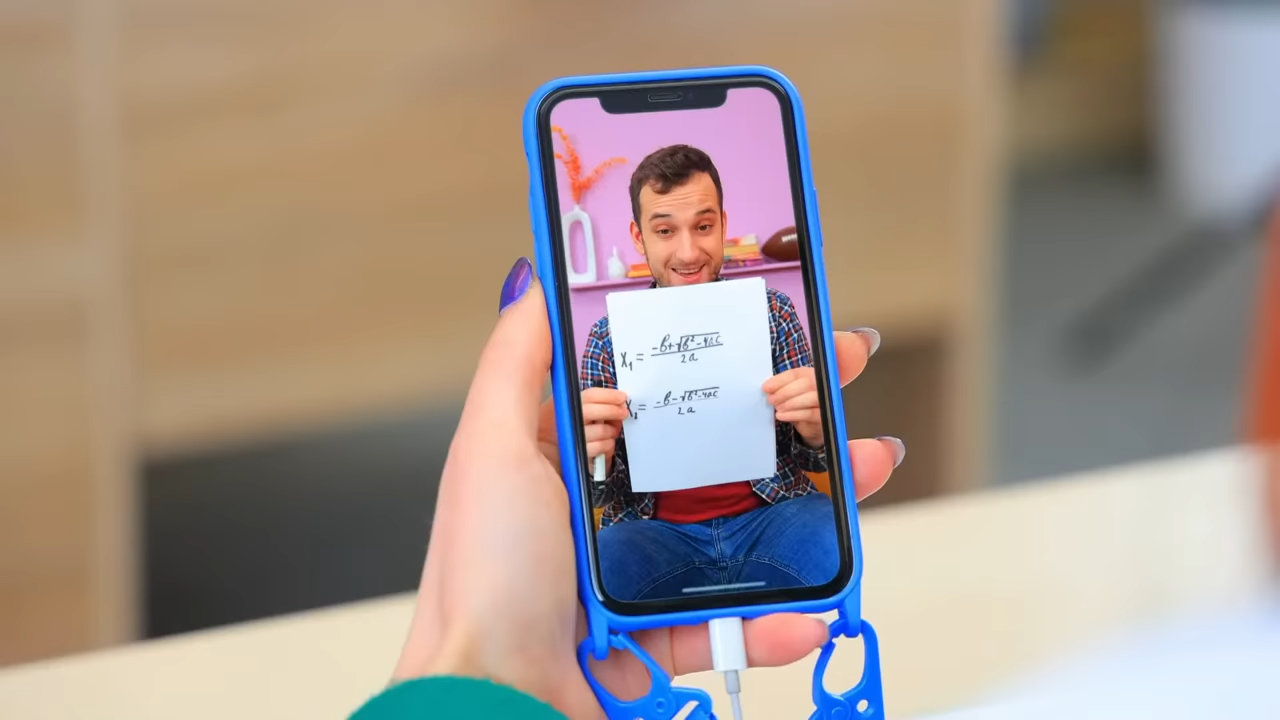 X₁ = (-b+√b²-4ac)/2a
X₂ = (-b-√b²-4ac)/2a